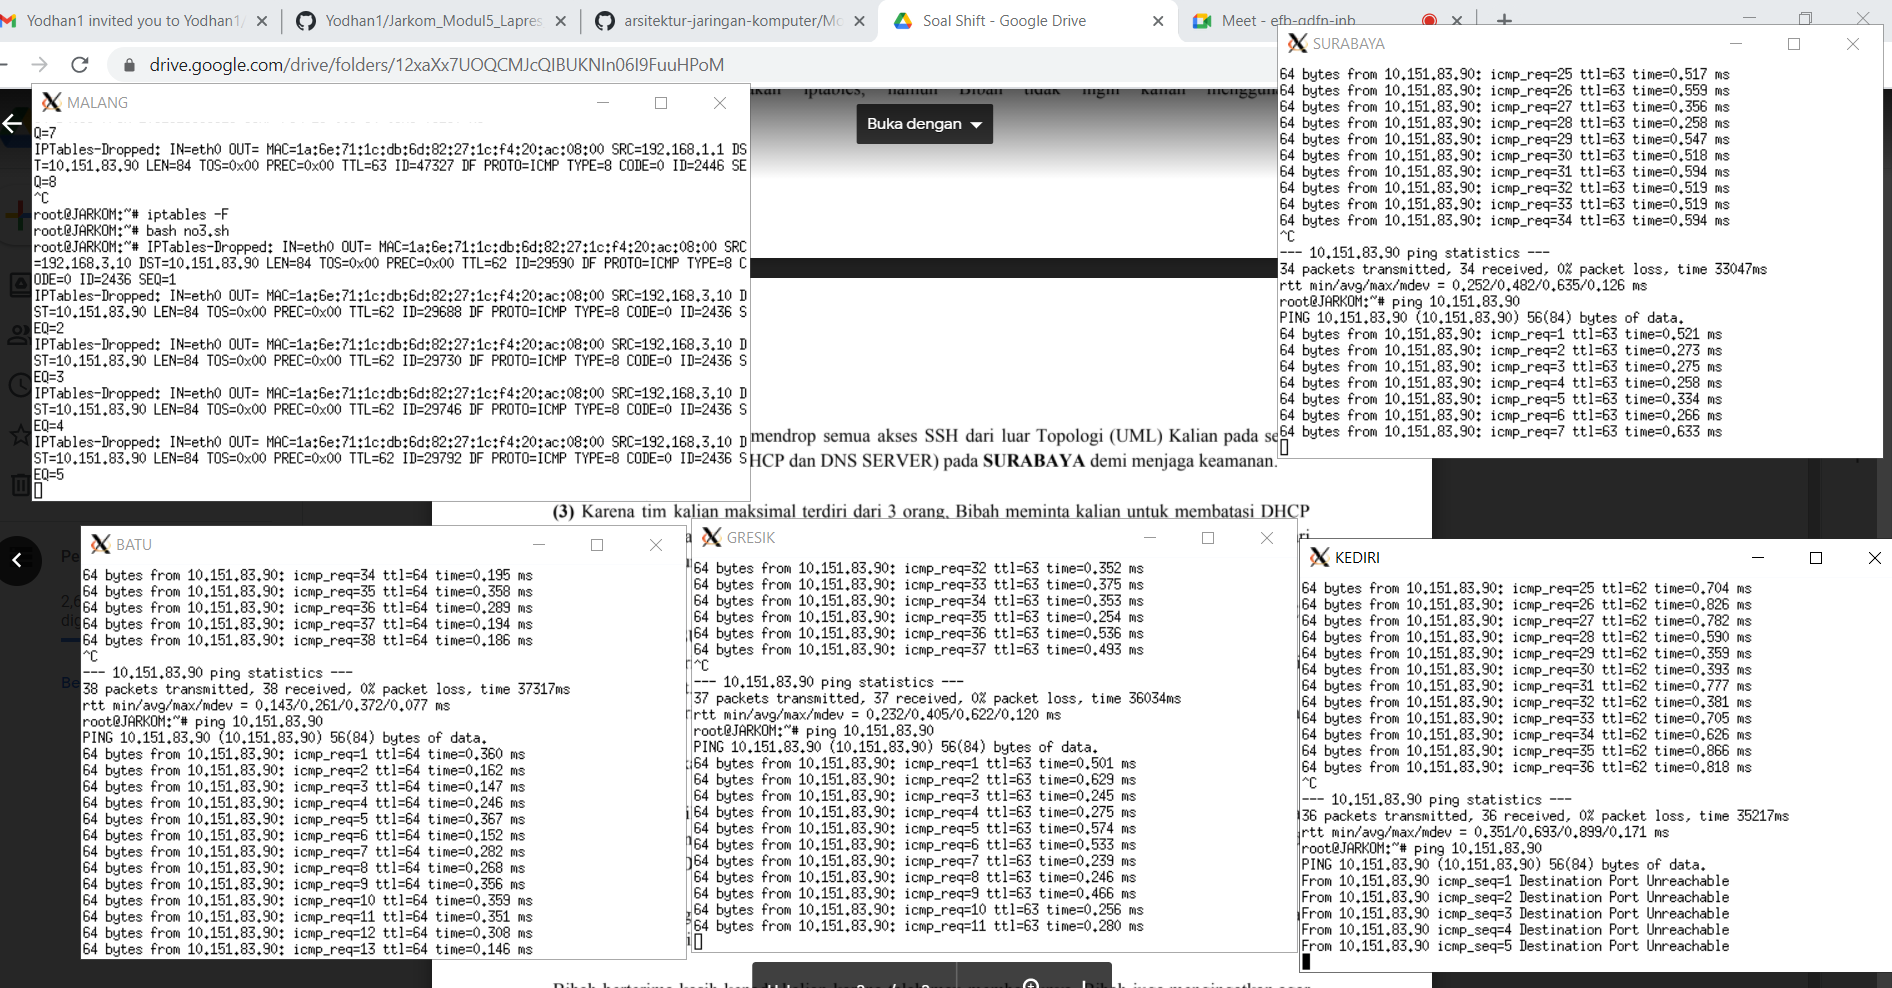 Yodhan1 invited you to Yodhan1/
Yodhan1/Jarkom_Modul5_Lapres
arsitektur-jaringan-komputer/Mo
Soal Shift - Google Drive
Meet - efb-qdfn-inb
drive.google.com/drive/folders/12xaXx7UOQCMJcQIBUKNIn06I9FuuHPoM
Buka dengan
MALANG
Q=7
IPTables-Dropped: IN=eth0 OUT= MAC=1a:6e:71:1c:db:6d:82:27:1c:f4:20:ac:08:00 SRC=192.168.1.1 DS
T=10.151.83.90 LEN=84 TOS=0x00 PREC=0x00 TTL=63 ID=47327 DF PROTO=ICMP TYPE=8 CODE=0 ID=2446 SE
Q=8
^C
root@JARKOM:~# iptables -F
root@JARKOM:~# bash no3.sh
root@JARKOM:~# IPTables-Dropped: IN=eth0 OUT= MAC=1a:6e:71:1c:db:6d:82:27:1c:f4:20:ac:08:00 SRC
=192.168.3.10 DST=10.151.83.90 LEN=84 TOS=0x00 PREC=0x00 TTL=62 ID=29590 DF PROTO=ICMP TYPE=8 C
ODE=0 ID=2436 SEQ=1
IPTables-Dropped: IN=eth0 OUT= MAC=1a:6e:71:1c:db:6d:82:27:1c:f4:20:ac:08:00 SRC=192.168.3.10 D
ST=10.151.83.90 LEN=84 TOS=0x00 PREC=0x00 TTL=62 ID=29688 DF PROTO=ICMP TYPE=8 CODE=0 ID=2436 S
EQ=2
IPTables-Dropped: IN=eth0 OUT= MAC=1a:6e:71:1c:db:6d:82:27:1c:f4:20:ac:08:00 SRC=192.168.3.10 D
ST=10.151.83.90 LEN=84 TOS=0x00 PREC=0x00 TTL=62 ID=29730 DF PROTO=ICMP TYPE=8 CODE=0 ID=2436 S
EQ=3
IPTables-Dropped: IN=eth0 OUT= MAC=1a:6e:71:1c:db:6d:82:27:1c:f4:20:ac:08:00 SRC=192.168.3.10 D
ST=10.151.83.90 LEN=84 TOS=0x00 PREC=0x00 TTL=62 ID=29746 DF PROTO=ICMP TYPE=8 CODE=0 ID=2436 S
EQ=4
IPTables-Dropped: IN=eth0 OUT= MAC=1a:6e:71:1c:db:6d:82:27:1c:f4:20:ac:08:00 SRC=192.168.3.10 D
ST=10.151.83.90 LEN=84 TOS=0x00 PREC=0x00 TTL=62 ID=29792 DF PROTO=ICMP TYPE=8 CODE=0 ID=2436 S
EQ=5
SURABAYA
64 bytes from 10.151.83.90: icmp_req=25 ttl=63 time=0.517 ms
64 bytes from 10.151.83.90: icmp_req=26 ttl=63 time=0.559 ms
64 bytes from 10.151.83.90: icmp_req=27 ttl=63 time=0.356 ms
64 bytes from 10.151.83.90: icmp_req=28 ttl=63 time=0.258 ms
64 bytes from 10.151.83.90: icmp_req=29 ttl=63 time=0.547 ms
64 bytes from 10.151.83.90: icmp_req=30 ttl=63 time=0.518 ms
64 bytes from 10.151.83.90: icmp_req=31 ttl=63 time=0.594 ms
64 bytes from 10.151.83.90: icmp_req=32 ttl=63 time=0.519 ms
64 bytes from 10.151.83.90: icmp_req=33 ttl=63 time=0.519 ms
64 bytes from 10.151.83.90: icmp_req=34 ttl=63 time=0.594 ms
^C
--- 10.151.83.90 ping statistics ---
34 packets transmitted, 34 received, 0% packet loss, time 33047ms
rtt min/avg/max/mdev = 0.252/0.482/0.635/0.126 ms
root@JARKOM:~# ping 10.151.83.90
PING 10.151.83.90 (10.151.83.90) 56(84) bytes of data.
64 bytes from 10.151.83.90: icmp_req=1 ttl=63 time=0.521 ms
64 bytes from 10.151.83.90: icmp_req=2 ttl=63 time=0.273 ms
64 bytes from 10.151.83.90: icmp_req=3 ttl=63 time=0.275 ms
64 bytes from 10.151.83.90: icmp_req=4 ttl=63 time=0.258 ms
64 bytes from 10.151.83.90: icmp_req=5 ttl=63 time=0.334 ms
64 bytes from 10.151.83.90: icmp_req=6 ttl=63 time=0.266 ms
64 bytes from 10.151.83.90: icmp_req=7 ttl=63 time=0.633 ms
mendrop semua akses SSH dari luar Topologi (UML) Kalian pada se
HCP dan DNS SERVER) pada SURABAYA demi menjaga keamanan.
(3) Karena tim kalian maksimal terdiri dari 3 orang, Bibah meminta kalian untuk membatasi DHCP
BATU
64 bytes from 10.151.83.90: icmp_req=34 ttl=64 time=0.195 ms
64 bytes from 10.151.83.90: icmp_req=35 ttl=64 time=0.358 ms
64 bytes from 10.151.83.90: icmp_req=36 ttl=64 time=0.289 ms
64 bytes from 10.151.83.90: icmp_req=37 ttl=64 time=0.194 ms
64 bytes from 10.151.83.90: icmp_req=38 ttl=64 time=0.186 ms
^C
--- 10.151.83.90 ping statistics ---
38 packets transmitted, 38 received, 0% packet loss, time 37317ms
rtt min/avg/max/mdev = 0.143/0.261/0.372/0.077 ms
root@JARKOM:~# ping 10.151.83.90
PING 10.151.83.90 (10.151.83.90) 56(84) bytes of data.
64 bytes from 10.151.83.90: icmp_req=1 ttl=64 time=0.360 ms
64 bytes from 10.151.83.90: icmp_req=2 ttl=64 time=0.162 ms
64 bytes from 10.151.83.90: icmp_req=3 ttl=64 time=0.147 ms
64 bytes from 10.151.83.90: icmp_req=4 ttl=64 time=0.246 ms
64 bytes from 10.151.83.90: icmp_req=5 ttl=64 time=0.367 ms
64 bytes from 10.151.83.90: icmp_req=6 ttl=64 time=0.152 ms
64 bytes from 10.151.83.90: icmp_req=7 ttl=64 time=0.282 ms
64 bytes from 10.151.83.90: icmp_req=8 ttl=64 time=0.268 ms
64 bytes from 10.151.83.90: icmp_req=9 ttl=64 time=0.356 ms
64 bytes from 10.151.83.90: icmp_req=10 ttl=64 time=0.359 ms
64 bytes from 10.151.83.90: icmp_req=11 ttl=64 time=0.351 ms
64 bytes from 10.151.83.90: icmp_req=12 ttl=64 time=0.308 ms
64 bytes from 10.151.83.90: icmp_req=13 ttl=64 time=0.146 ms
GRESIK
64 bytes from 10.151.83.90: icmp_req=32 ttl=63 time=0.352 ms
64 bytes from 10.151.83.90: icmp_req=33 ttl=63 time=0.375 ms
64 bytes from 10.151.83.90: icmp_req=34 ttl=63 time=0.353 ms
64 bytes from 10.151.83.90: icmp_req=35 ttl=63 time=0.254 ms
64 bytes from 10.151.83.90: icmp_req=36 ttl=63 time=0.536 ms
64 bytes from 10.151.83.90: icmp_req=37 ttl=63 time=0.493 ms
^C
--- 10.151.83.90 ping statistics ---
37 packets transmitted, 37 received, 0% packet loss, time 36034ms
rtt min/avg/max/mdev = 0.232/0.405/0.622/0.120 ms
root@JARKOM:~# ping 10.151.83.90
PING 10.151.83.90 (10.151.83.90) 56(84) bytes of data.
64 bytes from 10.151.83.90: icmp_req=1 ttl=63 time=0.501 ms
64 bytes from 10.151.83.90: icmp_req=2 ttl=63 time=0.629 ms
64 bytes from 10.151.83.90: icmp_req=3 ttl=63 time=0.245 ms
64 bytes from 10.151.83.90: icmp_req=4 ttl=63 time=0.275 ms
64 bytes from 10.151.83.90: icmp_req=5 ttl=63 time=0.574 ms
64 bytes from 10.151.83.90: icmp_req=6 ttl=63 time=0.533 ms
64 bytes from 10.151.83.90: icmp_req=7 ttl=63 time=0.239 ms
64 bytes from 10.151.83.90: icmp_req=8 ttl=63 time=0.246 ms
64 bytes from 10.151.83.90: icmp_req=9 ttl=63 time=0.466 ms
64 bytes from 10.151.83.90: icmp_req=10 ttl=63 time=0.256 ms
64 bytes from 10.151.83.90: icmp_req=11 ttl=63 time=0.280 ms
KEDIRI
64 bytes from 10.151.83.90: icmp_req=25 ttl=62 time=0.704 ms
64 bytes from 10.151.83.90: icmp_req=26 ttl=62 time=0.826 ms
64 bytes from 10.151.83.90: icmp_req=27 ttl=62 time=0.782 ms
64 bytes from 10.151.83.90: icmp_req=28 ttl=62 time=0.590 ms
64 bytes from 10.151.83.90: icmp_req=29 ttl=62 time=0.359 ms
64 bytes from 10.151.83.90: icmp_req=30 ttl=62 time=0.393 ms
64 bytes from 10.151.83.90: icmp_req=31 ttl=62 time=0.777 ms
64 bytes from 10.151.83.90: icmp_req=32 ttl=62 time=0.381 ms
64 bytes from 10.151.83.90: icmp_req=33 ttl=62 time=0.705 ms
64 bytes from 10.151.83.90: icmp_req=34 ttl=62 time=0.626 ms
64 bytes from 10.151.83.90: icmp_req=35 ttl=62 time=0.866 ms
64 bytes from 10.151.83.90: icmp_req=36 ttl=62 time=0.818 ms
^C
--- 10.151.83.90 ping statistics ---
36 packets transmitted, 36 received, 0% packet loss, time 35217ms
rtt min/avg/max/mdev = 0.351/0.693/0.899/0.171 ms
root@JARKOM:~# ping 10.151.83.90
PING 10.151.83.90 (10.151.83.90) 56(84) bytes of data.
From 10.151.83.90 icmp_seq=1 Destination Port Unreachable
From 10.151.83.90 icmp_seq=2 Destination Port Unreachable
From 10.151.83.90 icmp_seq=3 Destination Port Unreachable
From 10.151.83.90 icmp_seq=4 Destination Port Unreachable
From 10.151.83.90 icmp_seq=5 Destination Port Unreachable